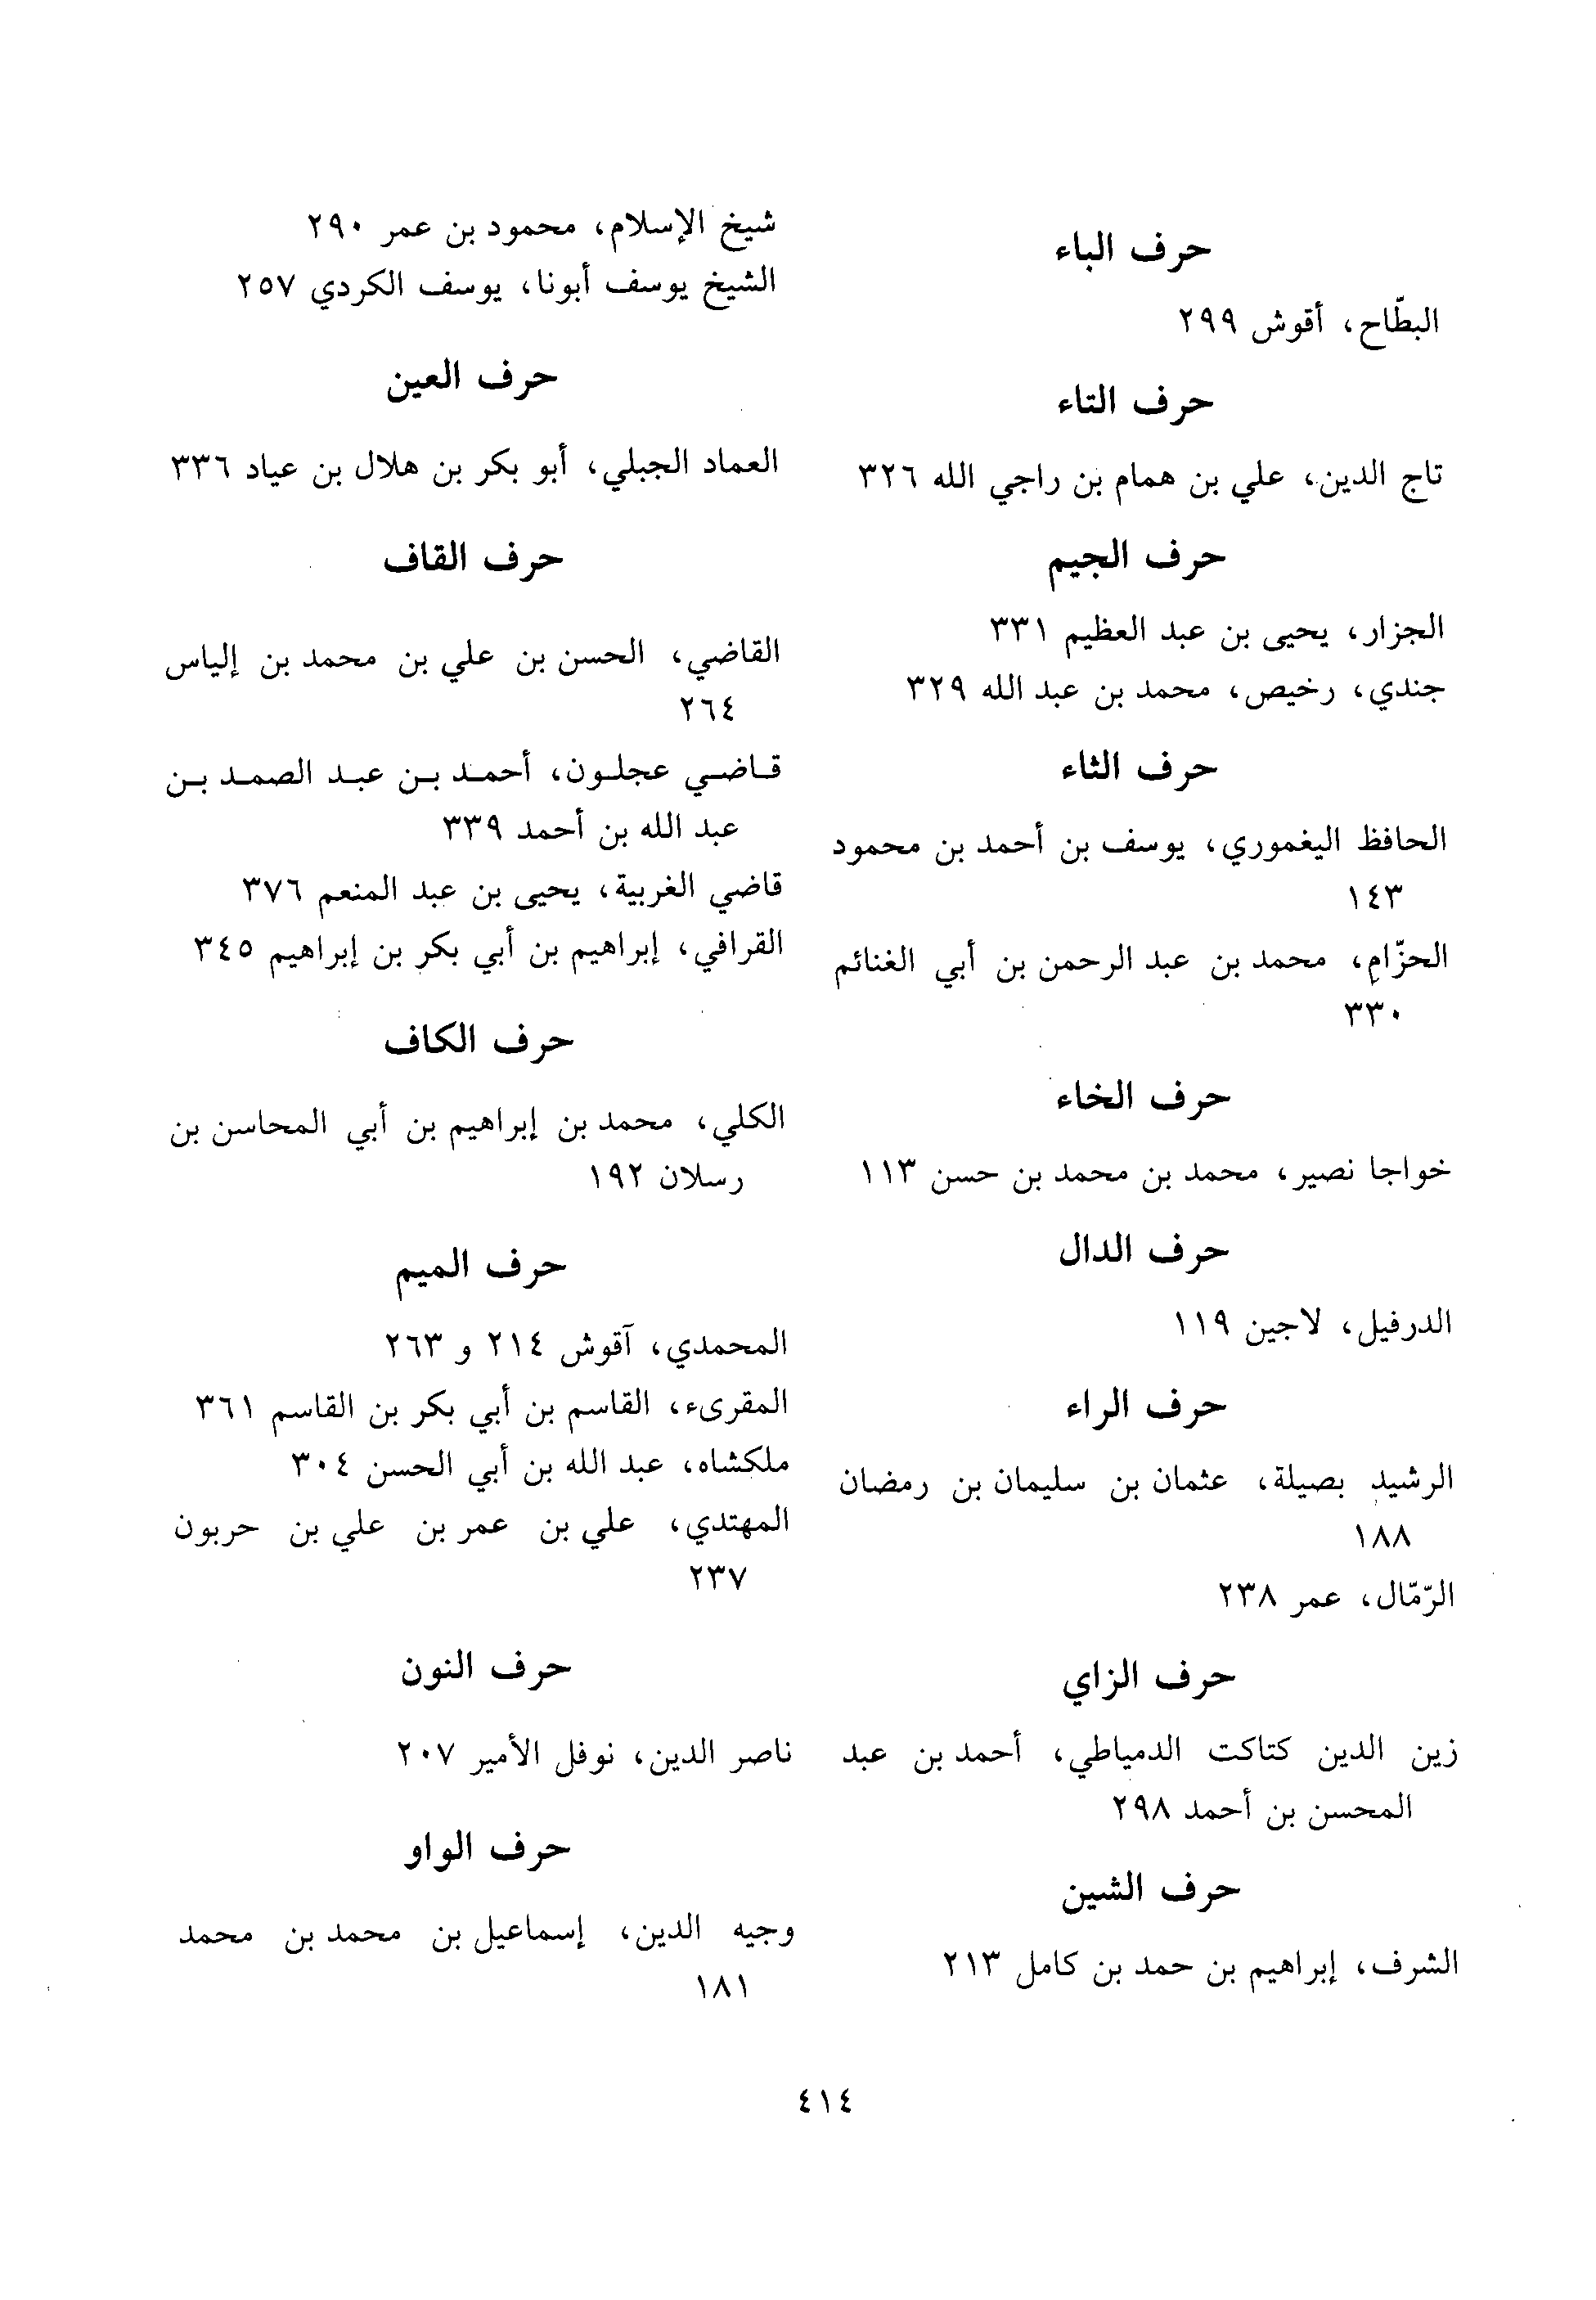 حرف الباء
البطّاح، أقوش ٢٩٩
حرف التاء
تاج الدين، علي بن همام بن راجي الله ٣٢٦
حرف الجيم
الجزار، يحيى بن عبد العظيم ٣٣١
جندي، رخيص، محمد بن عبد الله ٣٢٩
حرف الثاء
الحافظ اليغموري، يوسف بن أحمد بن محمود
١٤٣
الحزّام، محمد بن عبد الرحمن بن أبي الغنائم
٣٣٠
حرف الخاء
خواجا نصير، محمد بن محمد بن حسن ١١٣
حرف الدال
الدرفيل، لاجين ١١٩
حرف الراء
الرشيد بصيلة، عثمان بن سليمان بن رمضان
١٨٨
الرّمّال، عمر ٢٣٨
حرف الزاي
زين الدين كتاكت الدمياطي، أحمد بن عبد
المحسن بن أحمد ٢٩٨
حرف الشين
الشرف، إبراهيم بن حمد بن كامل ٢١٣
شيخ الإسلام، محمود بن عمر ٢٩٠
الشيخ يوسف أبونا، يوسف الكردي ٢٥٧
حرف العين
العماد الجبلي، أبو بكر بن هلال بن عياد ٣٣٦
حرف القاف
القاضي، الحسن بن علي بن محمد بن إلياس
٢٦٤
قاضي عجلون، أحمد بن عبد الصمد بن
عبد الله بن أحمد ٣٣٩
قاضي الغربية، يحيى بن عبد المنعم ٣٧٦
القرافي، إبراهيم بن أبي بكر بن إبراهيم ٣٤٥
حرف الكاف
الكلي، محمد بن إبراهيم بن أبي المحاسن بن
رسلان ١٩٢
حرف الميم
المحمدي، آقوش ٢١٤ و ٢٦٣
المقرىء، القاسم بن أبي بكر بن القاسم ٣٦١
ملكشاه، عبد الله بن أبي الحسن ٣٠٤
المهتدي، علي بن عمر بن علي بن حربون
٢٣٧
حرف النون
ناصر الدين، نوفل الأمير ٢٠٧
حرف الواو
وجيه الدين، إسماعيل بن محمد بن محمد
١٨١
٤١٤